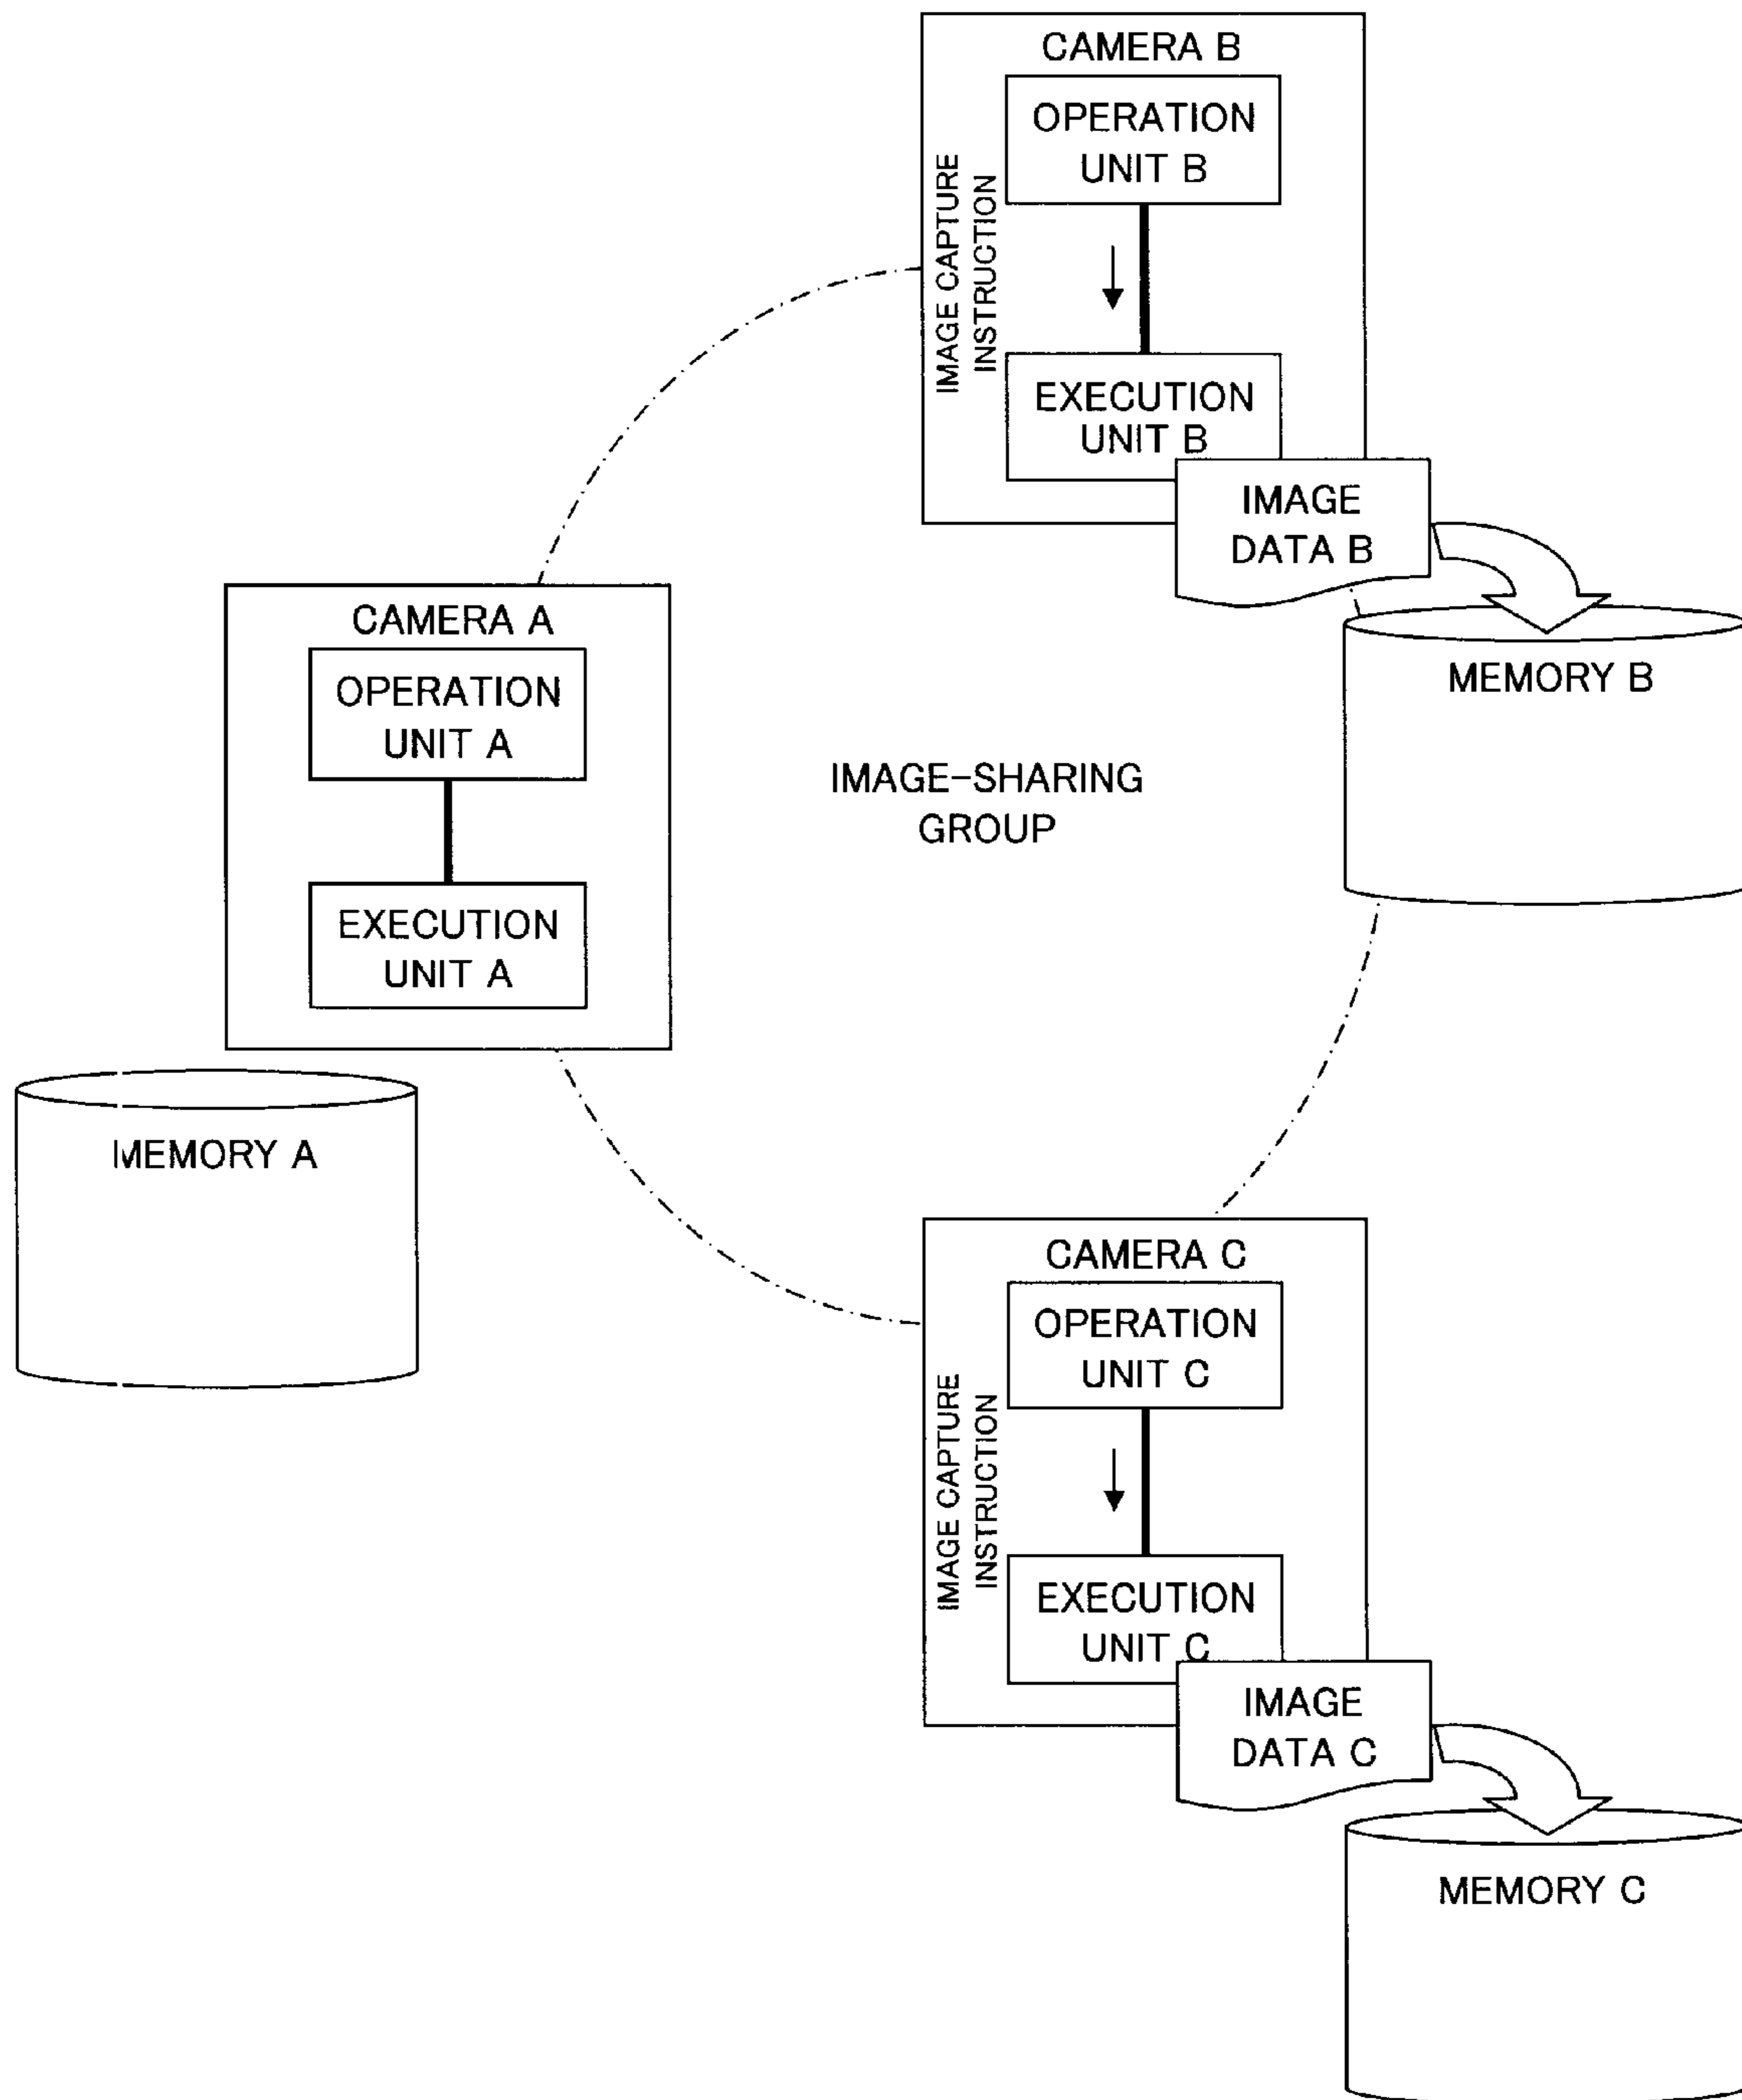 CAMERA B
OPERATION
UNIT B
IMAGE CAPTURE
INSTRUCTION
EXECUTION
UNIT B
IMAGE
DATA B
MEMORY B
CAMERA A
OPERATION
UNIT A
EXECUTION
UNIT A
MEMORY A
IMAGE-SHARING
GROUP
CAMERA C
OPERATION
UNIT C
IMAGE CAPTURE
INSTRUCTION
EXECUTION
UNIT C
IMAGE
DATA C
MEMORY C